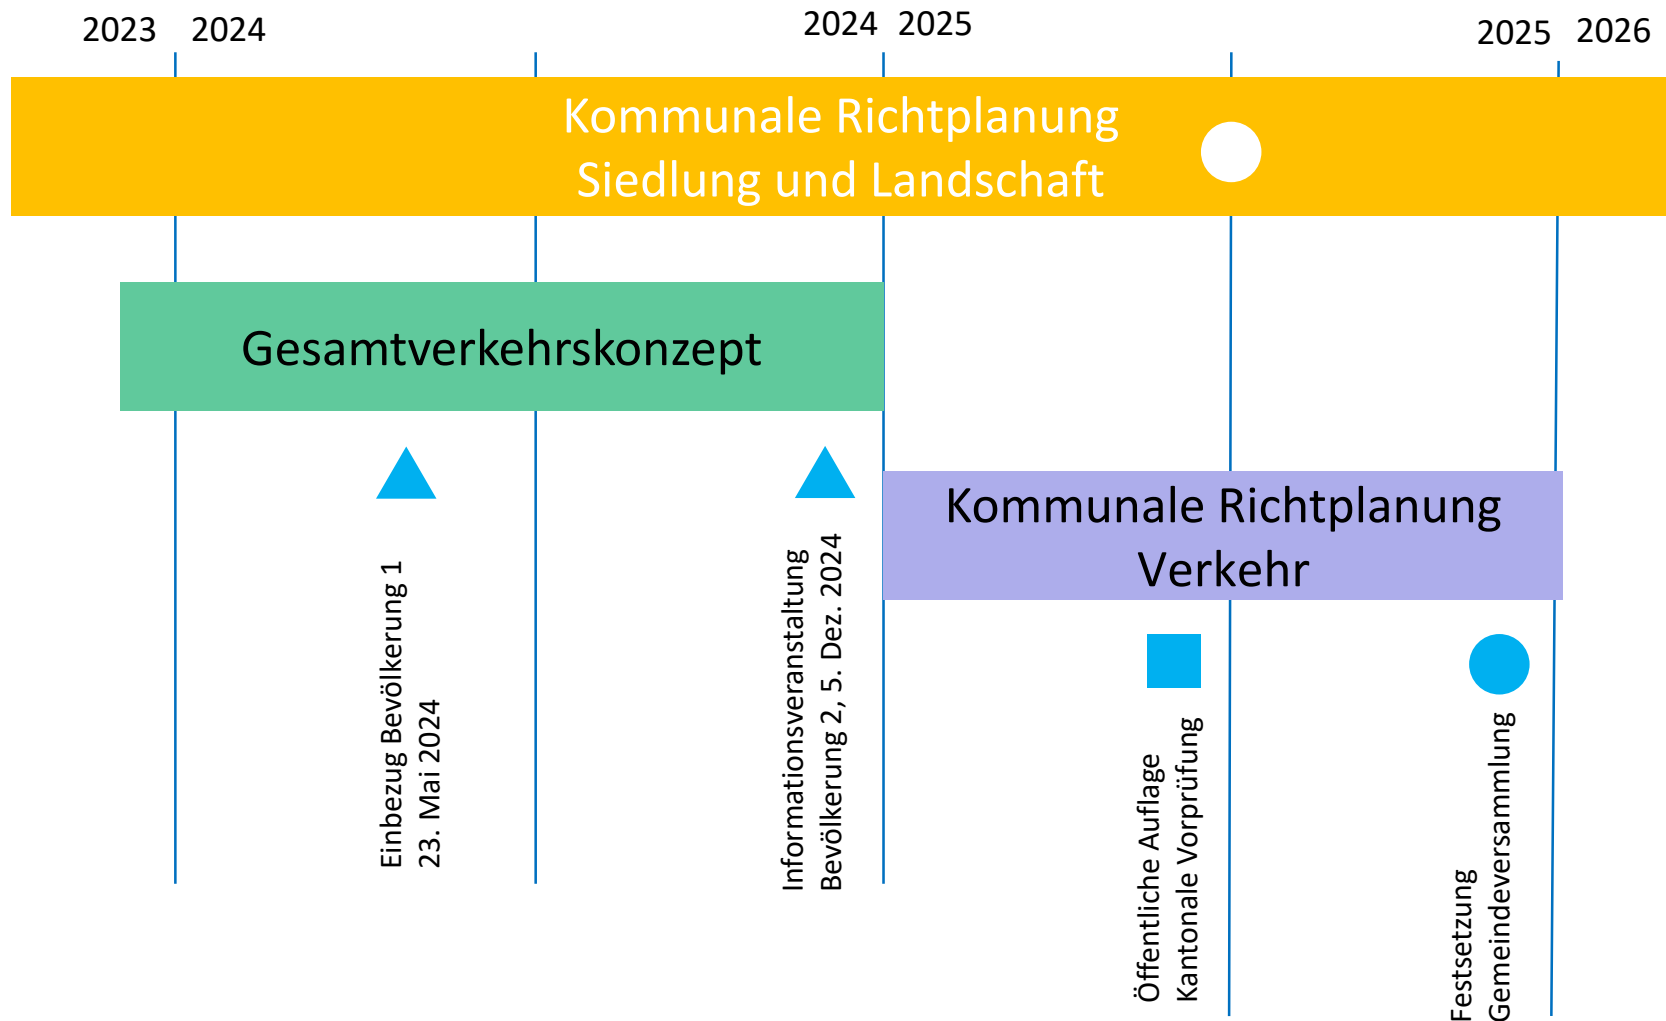 2023 2024
2024 2025
2025 2026
Kommunale Richtplanung
Siedlung und Landschaft
Gesamtverkehrskonzept
Kommunale Richtplanung
Verkehr
Einbezug Bevölkerung 1
23. Mai 2024
Informationsveranstaltung
Bevölkerung 2, 5. Dez. 2024
Öffentliche Auflage
Kantonale Vorprüfung
Festsetzung
Gemeindeversammlung